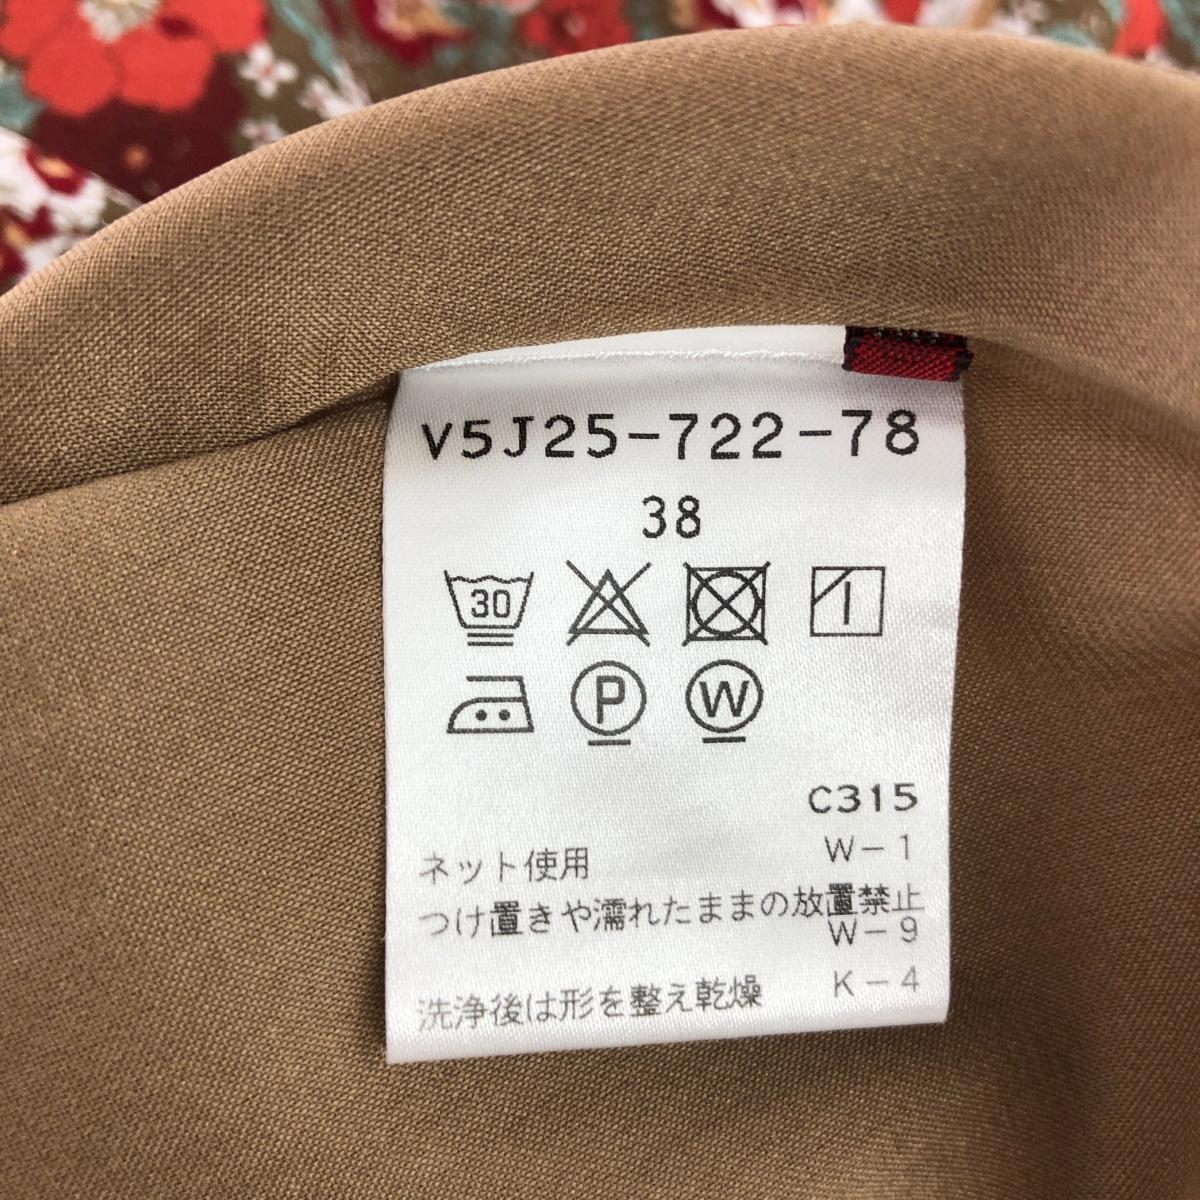 V5J25-722-78
38
30
P W
C315
W-1
ネット使用
つけ置きや濡れたままの放置禁止
W-9
K-4
洗浄後は形を整え乾燥